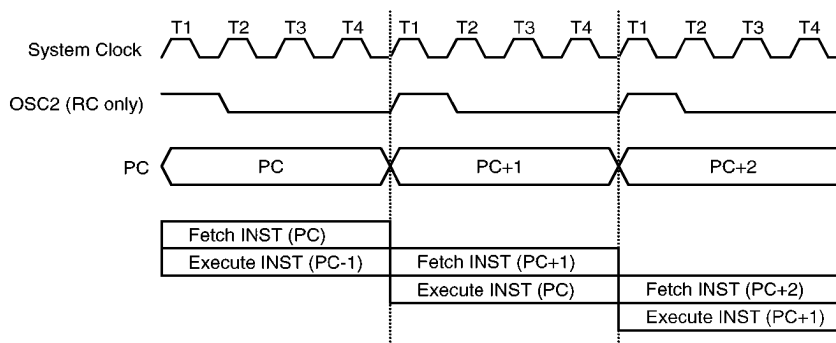 T1 T2 T3 T4 T1 T2 T3 T4 T1 T2 T3 T4
System Clock
OSC2 (RC only)
PC PC PC+1 PC+2
Fetch INST (PC)
Execute INST (PC-1) Fetch INST (PC+1)
Execute INST (PC) Fetch INST (PC+2)
Execute INST (PC+1)